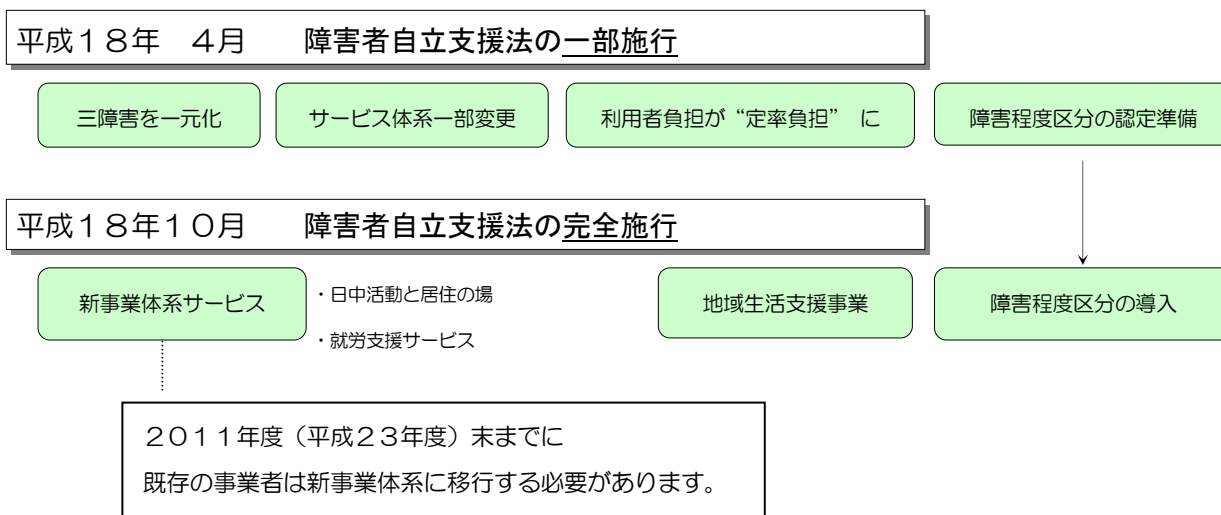 平成１８年　４月　　障害者自立支援法の一部施行
三障害を一元化
サービス体系一部変更
利用者負担が“定率負担”　に
障害程度区分の認定準備
平成１８年１０月　　障害者自立支援法の完全施行
新事業体系サービス
・日中活動と居住の場
・就労支援サービス
地域生活支援事業
障害程度区分の導入
２０１１年度（平成２３年度）末までに
既存の事業者は新事業体系に移行する必要があります。